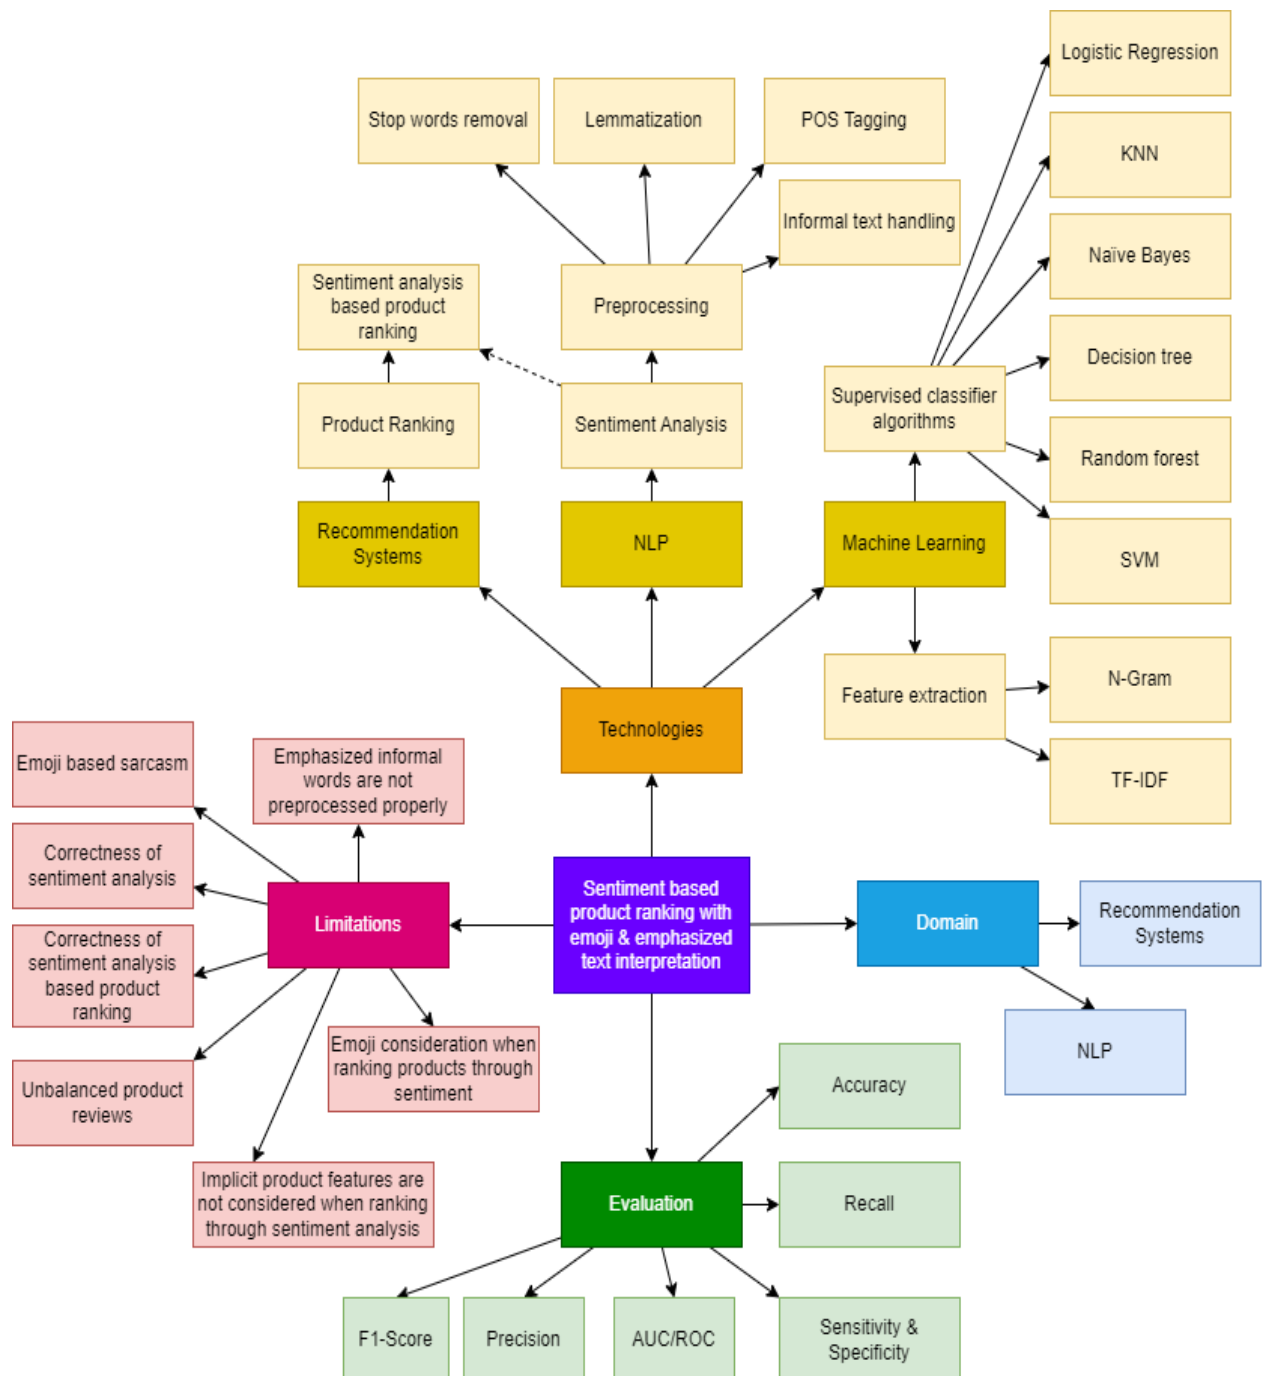 Logistic Regression
Stop words removal
Lemmatization
POS Tagging
KNN
Informal text handling
Naïve Bayes
Sentiment analysis
based product
ranking
Preprocessing
Decision tree
Supervised classifier
algorithms
Product Ranking
Sentiment Analysis
Random forest
Recommendation
Systems
NLP
Machine Learning
SVM
Feature extraction
N-Gram
Technologies
TF-IDF
Emoji based sarcasm
Emphasized informal
words are not
preprocessed properly
Correctness of
sentiment analysis
Sentiment based
product ranking with
emoji & emphasized
text interpretation
Limitations
Domain
Recommendation
Systems
Correctness of
sentiment analysis
based product
ranking
Emoji consideration when
ranking products through
sentiment
NLP
Unbalanced product
reviews
Accuracy
Implicit product features are
not considered when ranking
through sentiment analysis
Evaluation
Recall
F1-Score
Precision
AUC/ROC
Sensitivity &
Specificity